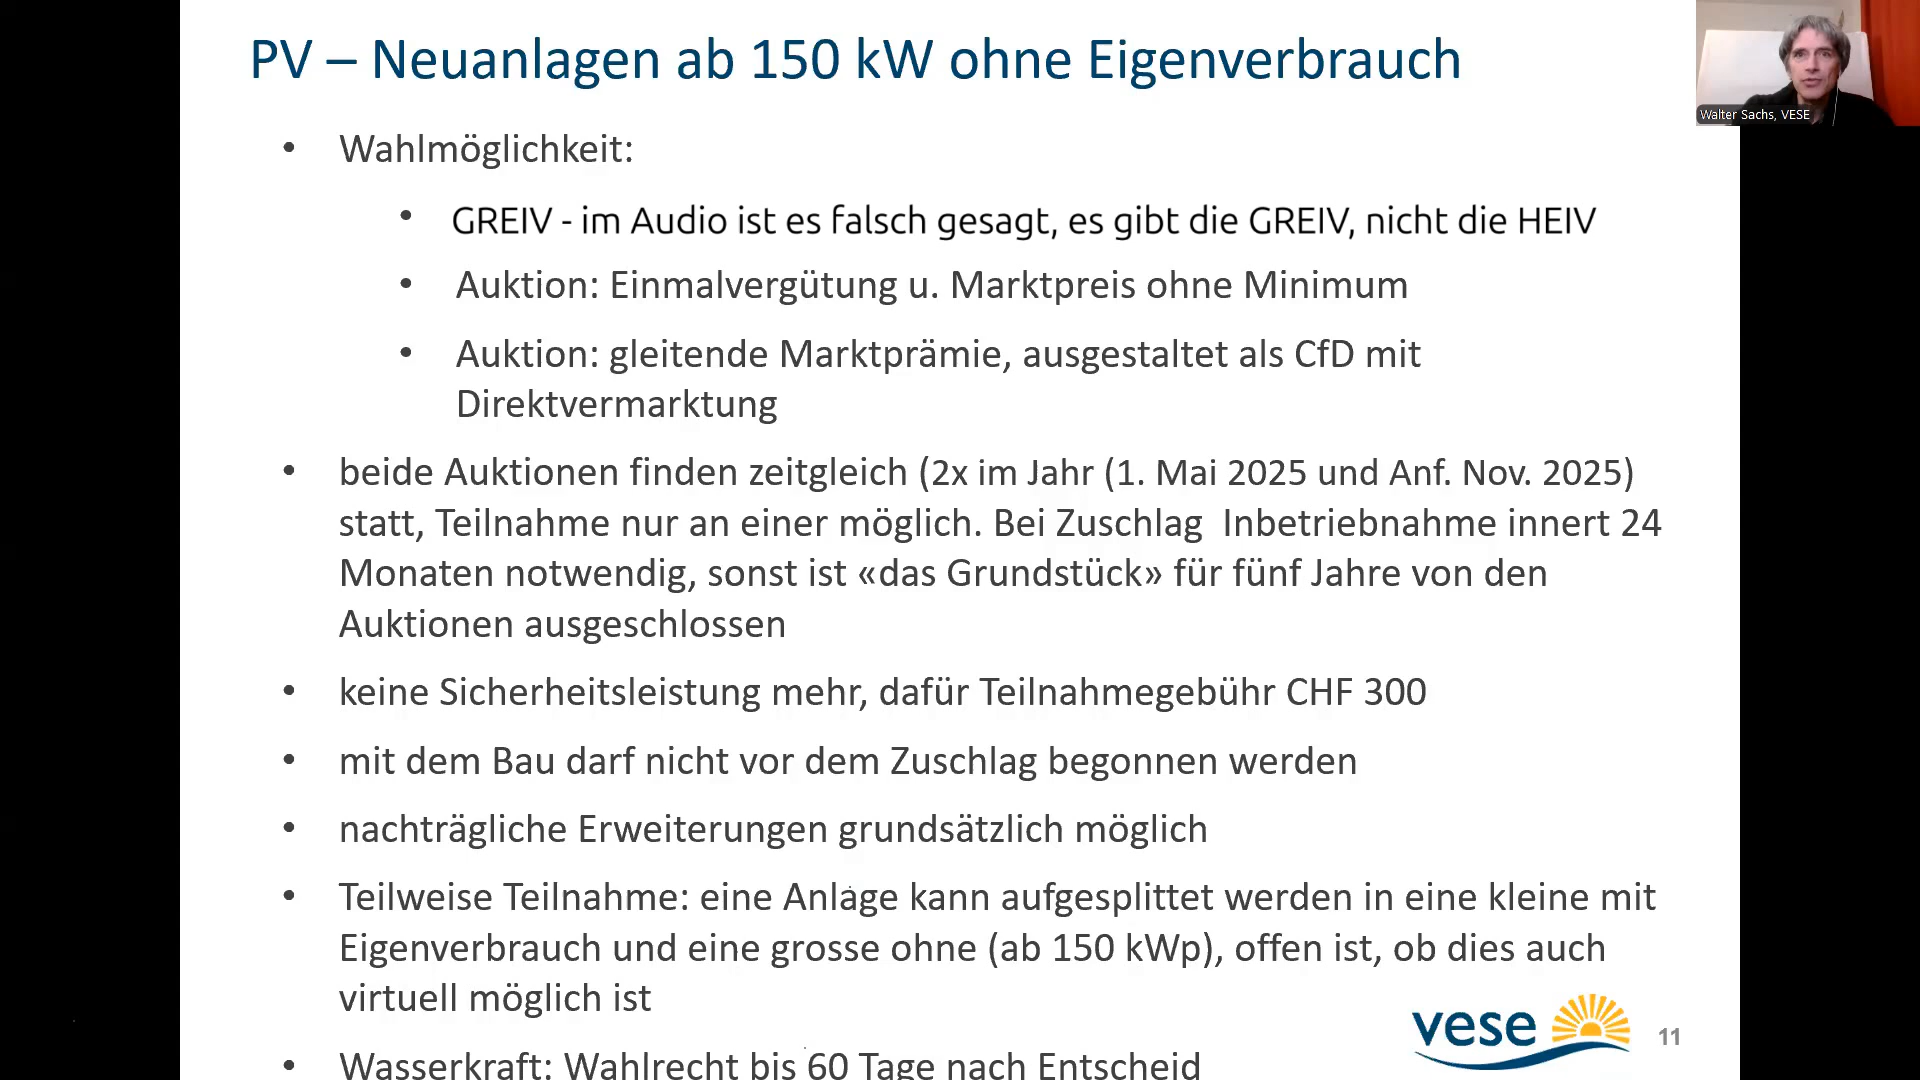 PV – Neuanlagen ab 150 kW ohne Eigenverbrauch
Walter Sachs, VESE
• Wahlmöglichkeit:
• GREIV - im Audio ist es falsch gesagt, es gibt die GREIV, nicht die HEIV
• Auktion: Einmalvergütung u. Marktpreis ohne Minimum
• Auktion: gleitende Marktprämie, ausgestaltet als CfD mit
Direktvermarktung
• beide Auktionen finden zeitgleich (2x im Jahr (1. Mai 2025 und Anf. Nov. 2025)
statt, Teilnahme nur an einer möglich. Bei Zuschlag Inbetriebnahme innert 24
Monaten notwendig, sonst ist «das Grundstück» für fünf Jahre von den
Auktionen ausgeschlossen
• keine Sicherheitsleistung mehr, dafür Teilnahmegebühr CHF 300
• mit dem Bau darf nicht vor dem Zuschlag begonnen werden
• nachträgliche Erweiterungen grundsätzlich möglich
• Teilweise Teilnahme: eine Anlage kann aufgesplittet werden in eine kleine mit
Eigenverbrauch und eine grosse ohne (ab 150 kWp), offen ist, ob dies auch
virtuell möglich ist
• Wasserkraft: Wahlrecht bis 60 Tage nach Entscheid
vese
11